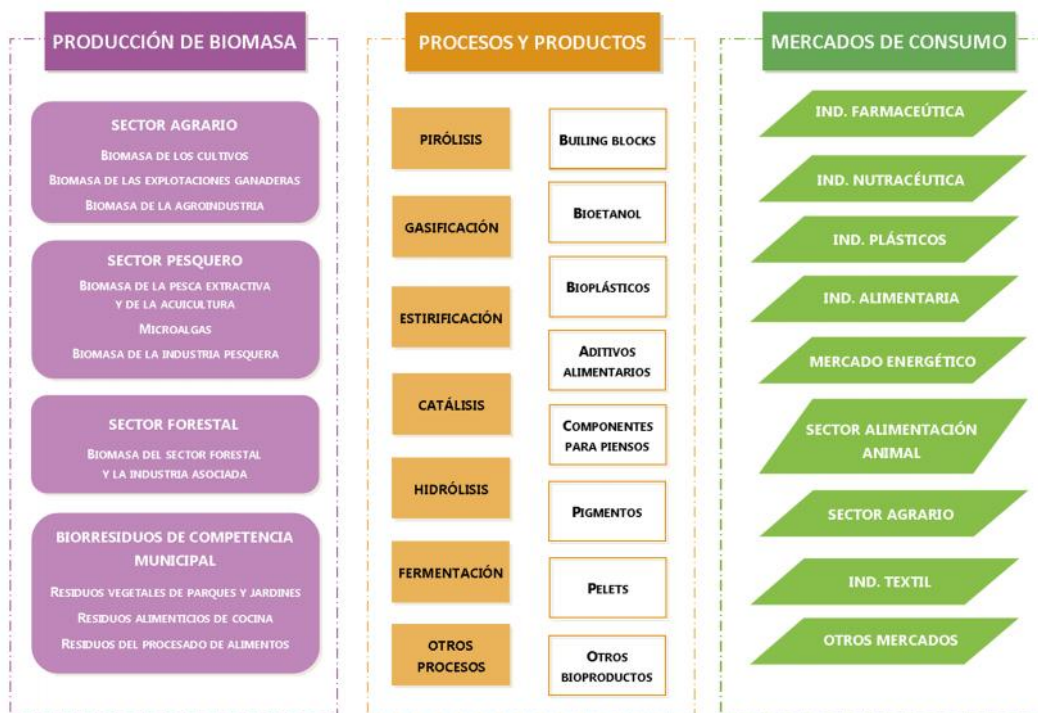 PRODUCCIÓN DE BIOMASA
SECTOR AGRARIO
BIOMASA DE LOS CULTIVOS
BIOMASA DE LAS EXPLOTACIONES GANADERAS
BIOMASA DE LA AGROINDUSTRIA
SECTOR PESQUERO
BIOMASA DE LA PESCA EXTRACTIVA
Y DE LA ACUICULTURA
MICROALGAS
BIOMASA DE LA INDUSTRIA PESQUERA
SECTOR FORESTAL
BIOMASA DEL SECTOR FORESTAL
Y LA INDUSTRIA ASOCIADA
BIORRESIDUOS DE COMPETENCIA
MUNICIPAL
RESIDUOS VEGETALES DE PARQUES Y JARDINES
RESIDUOS ALIMENTICIOS DE COCINA
RESIDUOS DEL PROCESADO DE ALIMENTOS
PROCESOS Y PRODUCTOS
PIRÓLISIS
GASIFICACIÓN
ESTIRIFICACIÓN
CATÁLISIS
HIDRÓLISIS
FERMENTACIÓN
OTROS
PROCESOS
BUILING BLOCKS
BIOETANOL
BIOPLÁSTICOS
ADITIVOS
ALIMENTARIOS
COMPONENTES
PARA PIENSOS
PIGMENTOS
PELETS
OTROS
BIOPRODUCTOS
MERCADOS DE CONSUMO
IND. FARMACEÚTICA
IND. NUTRACÉUTICA
IND. PLÁSTICOS
IND. ALIMENTARIA
MERCADO ENERGÉTICO
SECTOR ALIMENTACIÓN
ANIMAL
SECTOR AGRARIO
IND. TEXTIL
OTROS MERCADOS